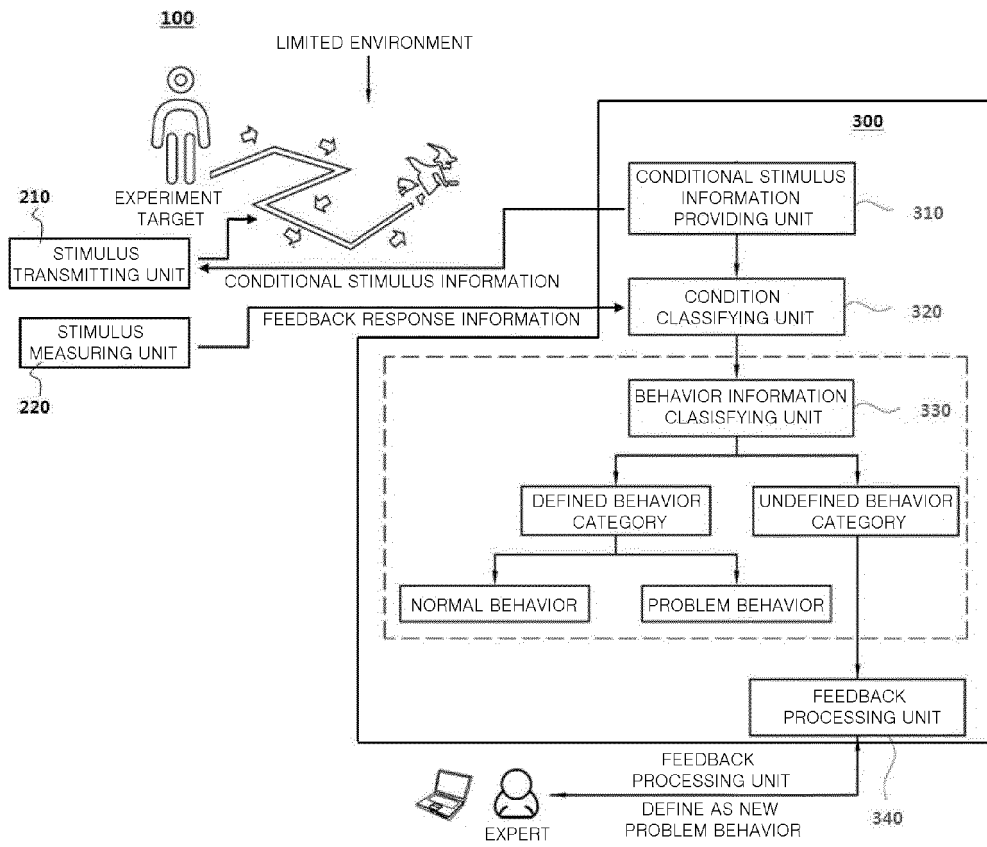 100
LIMITED ENVIRONMENT
300
EXPERIMENT
TARGET
210
STIMULUS
TRANSMITTING UNIT
CONDITIONAL STIMULUS
INFORMATION
PROVIDING UNIT
310
CONDITIONAL STIMULUS INFORMATION
STIMULUS
MEASURING UNIT
220
FEEDBACK RESPONSE INFORMATION
CONDITION
CLASSIFYING UNIT
320
BEHAVIOR INFORMATION
CLASISFYING UNIT
330
DEFINED BEHAVIOR
CATEGORY
UNDEFINED BEHAVIOR
CATEGORY
NORMAL BEHAVIOR
PROBLEM BEHAVIOR
FEEDBACK
PROCESSING UNIT
340
FEEDBACK
PROCESSING UNIT
DEFINE AS NEW
PROBLEM BEHAVIOR
EXPERT